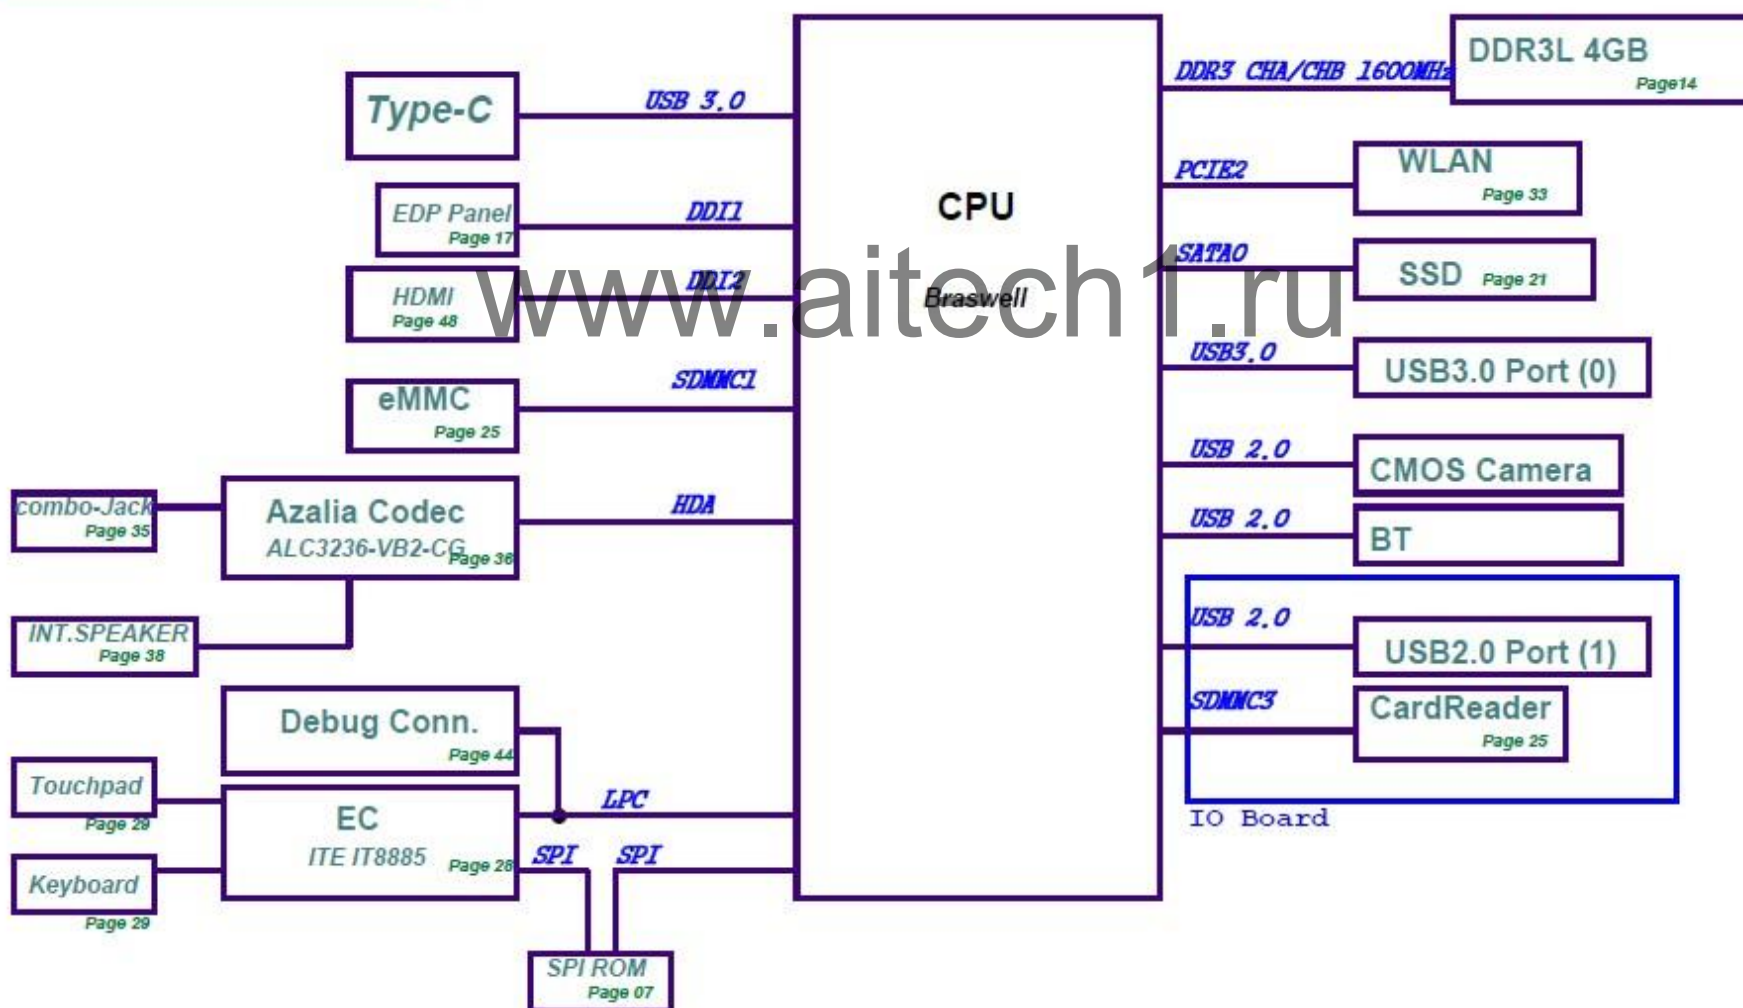 DDR3L 4GB
Page14
DDR3 CHA/CHB 1600MHz
Type-C
USB 3.0
CPU
Braswell
PCIE2
WLAN
Page 33
EDP Panel
Page 17
DDI1
SATA0
SSD Page 21
HDMI
Page 48
DDI2
www.aitech1.ru
USB3.0
USB3.0 Port (0)
eMMC
Page 25
SDMMC1
USB 2.0
CMOS Camera
combo-Jack
Page 35
Azalia Codec
ALC3236-VB2-CG
Page 36
HDA
USB 2.0
BT
INT.SPEAKER
Page 38
USB 2.0
USB2.0 Port (1)
SDMMC3
CardReader
Page 25
IO Board
Debug Conn.
Page 44
Touchpad
Page 29
EC
ITE IT8885
Page 28
LPC
Keyboard
Page 29
SPI
SPI
SPI ROM
Page 07